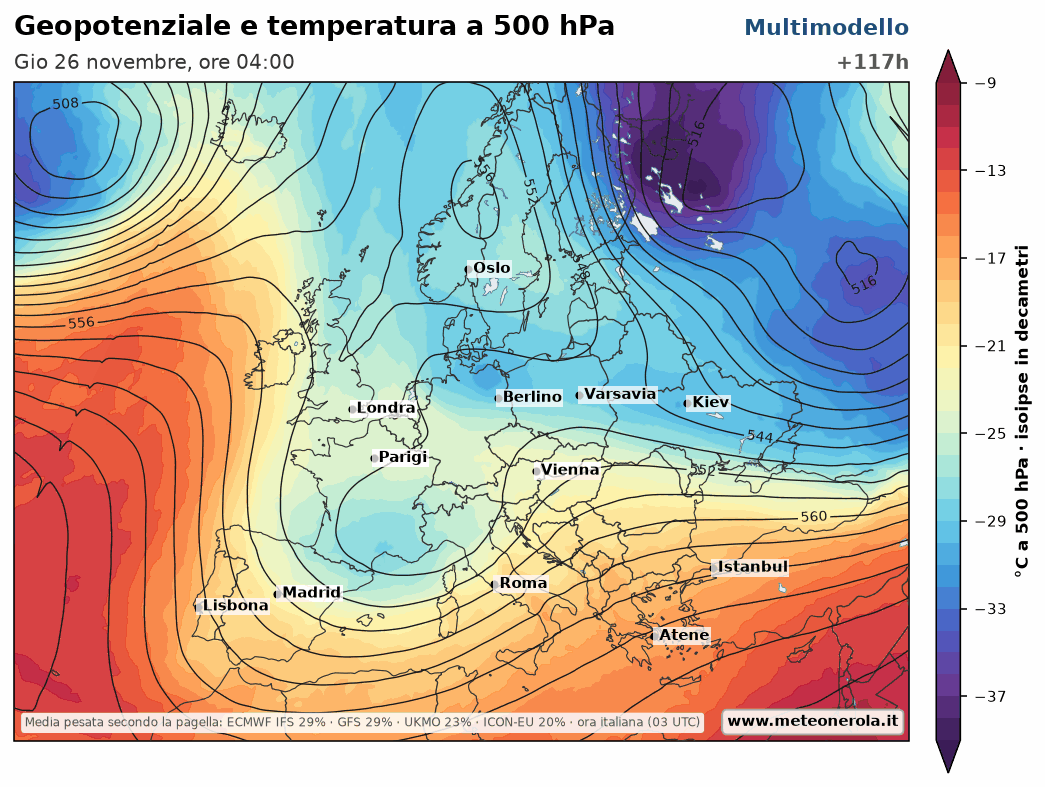 Geopotenziale e temperatura a 500 hPa
Multimodello
Gio 26 novembre, ore 04:00
+117h
508
516
552
548
516
556
544
552
560
Oslo
Londra
Berlino
Varsavia
Kiev
Parigi
Vienna
Istanbul
Roma
Madrid
Lisbona
Atene
Media pesata secondo la pagella: ECMWF IFS 29% · GFS 29% · UKMO 23% · ICON-EU 20% · ora italiana (03 UTC)
www.meteonerola.it
−9
−13
−17
−21
−25
−29
−33
−37
°C a 500 hPa · isoipse in decametri